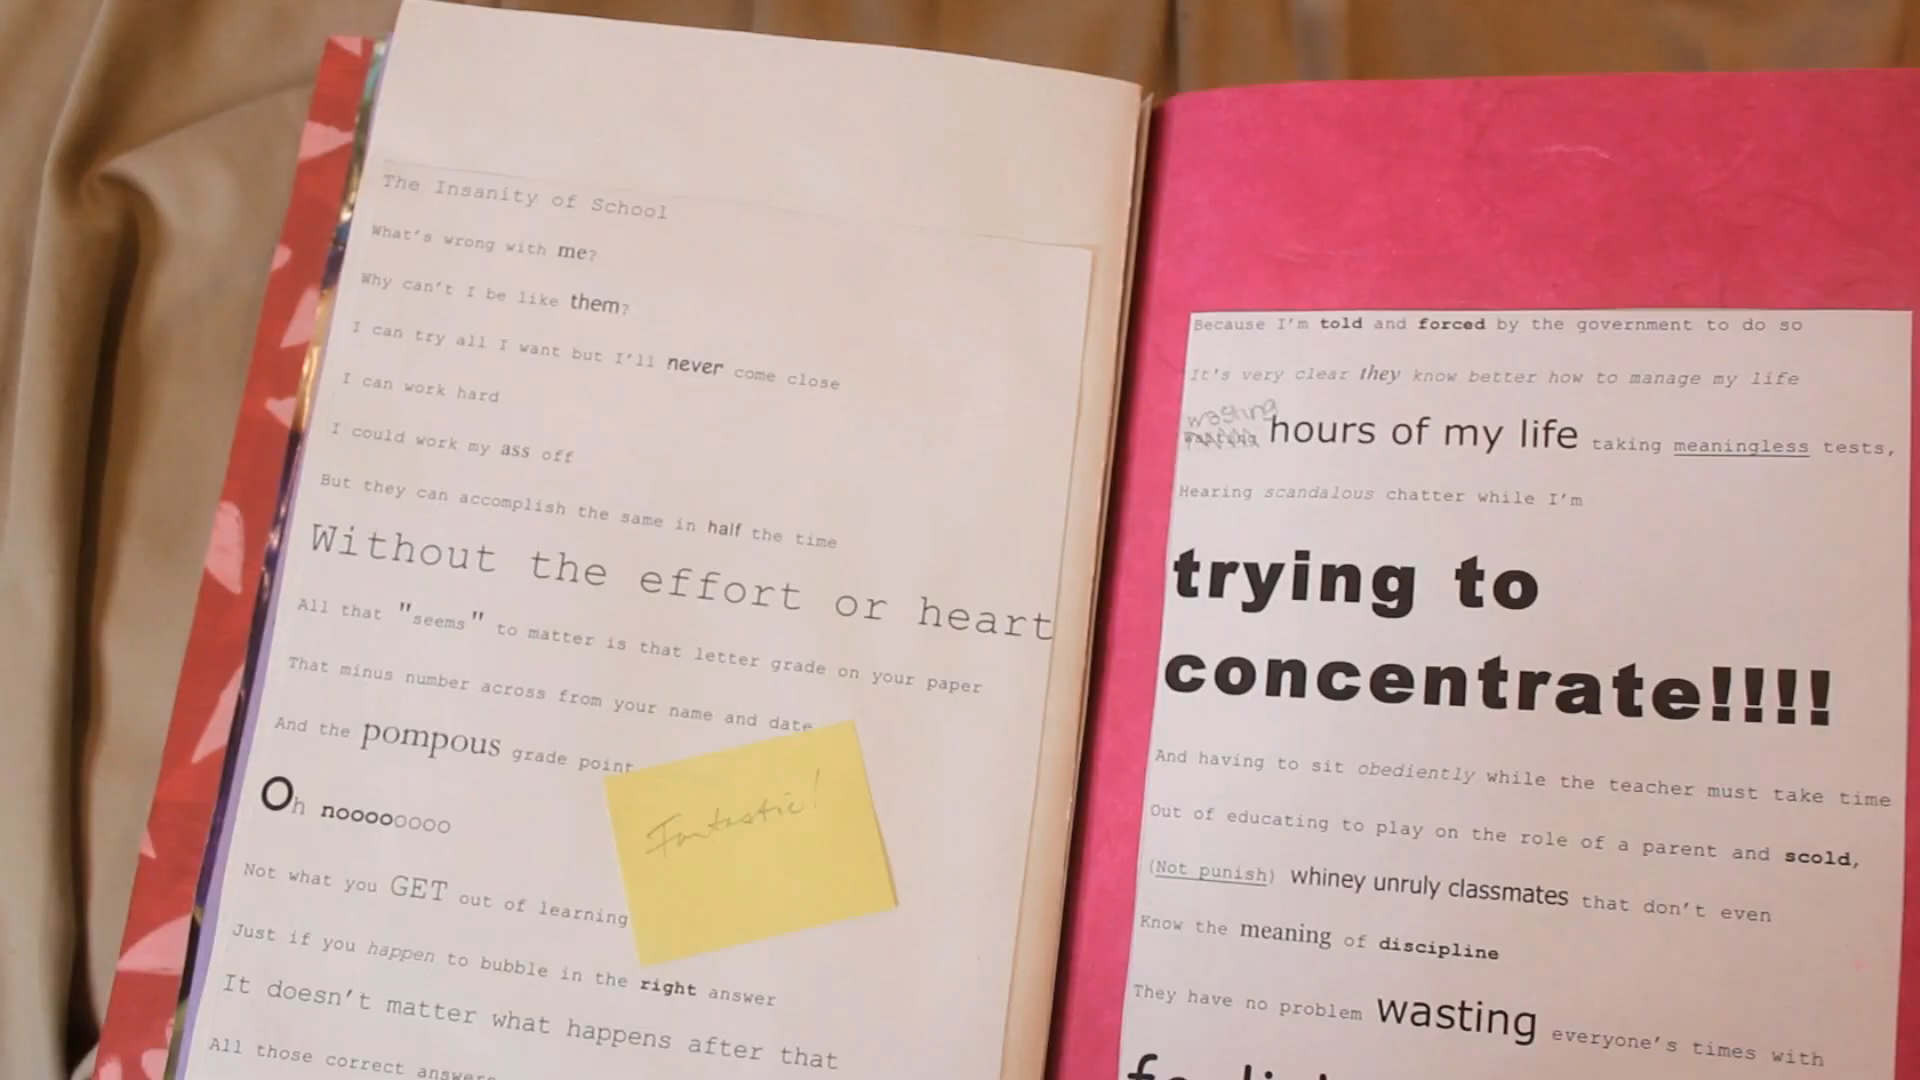 The Insanity of School
What's wrong with me?
Why can't I be like them?
I can try all I want but I'll never come close
I can work hard
I could work my ass off
But they can accomplish the same in half the time
Without the effort or heart
All that "seems" to matter is that letter grade on your paper
That minus number across from your name and date
And the pompous grade point
Oh noooooooo
Not what you GET out of learning
Just if you happen to bubble in the right answer
It doesn't matter what happens after that
All those correct answers
Fantastic!
Because I'm told and forced by the government to do so
It's very clear they know better how to manage my life
wasting
hours of my life taking meaningless tests,
Hearing scandalous chatter while I'm
trying to
concentrate!!!!
And having to sit obediently while the teacher must take time
Out of educating to play on the role of a parent and scold,
(Not punish) whiney unruly classmates that don't even
Know the meaning of discipline
They have no problem wasting everyone's times with